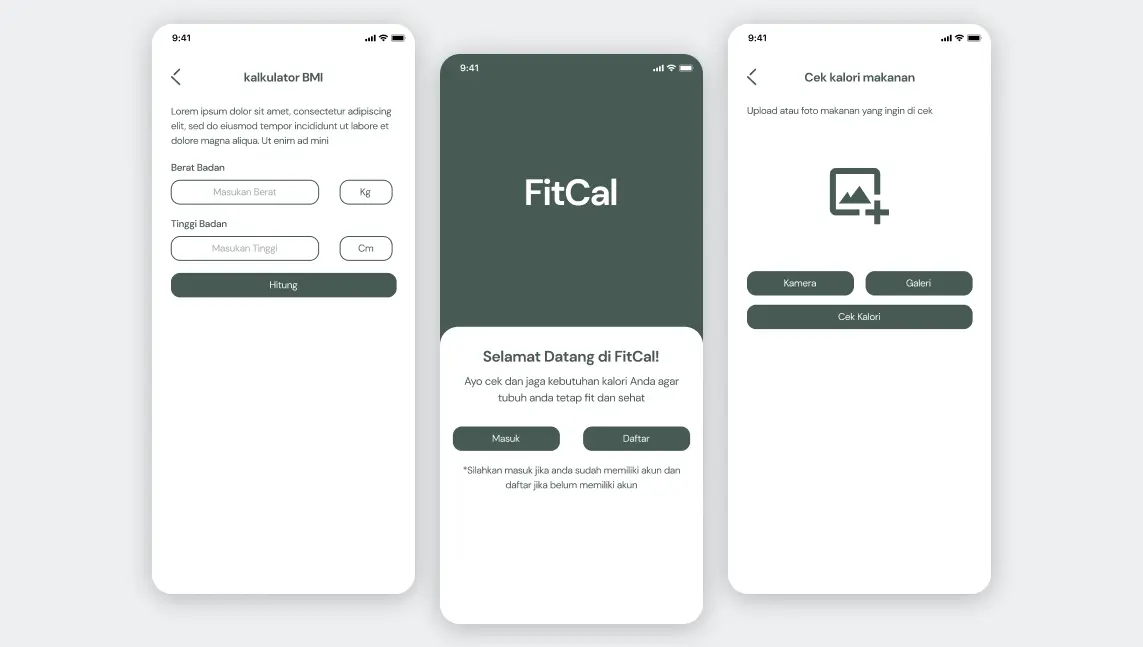 9:41
kalkulator BMI
Lorem ipsum dolor sit amet, consectetur adipiscing
elit, sed do eiusmod tempor incididunt ut labore et
dolore magna aliqua. Ut enim ad mini
Berat Badan
Masukan Berat
Kg
Tinggi Badan
Masukan Tinggi
Cm
Hitung
9:41
FitCal
Selamat Datang di FitCal!
Ayo cek dan jaga kebutuhan kalori Anda agar
tubuh anda tetap fit dan sehat
Masuk
Daftar
*Silahkan masuk jika anda sudah memiliki akun dan
daftar jika belum memiliki akun
9:41
Cek kalori makanan
Upload atau foto makanan yang ingin di cek
Kamera
Galeri
Cek Kalori